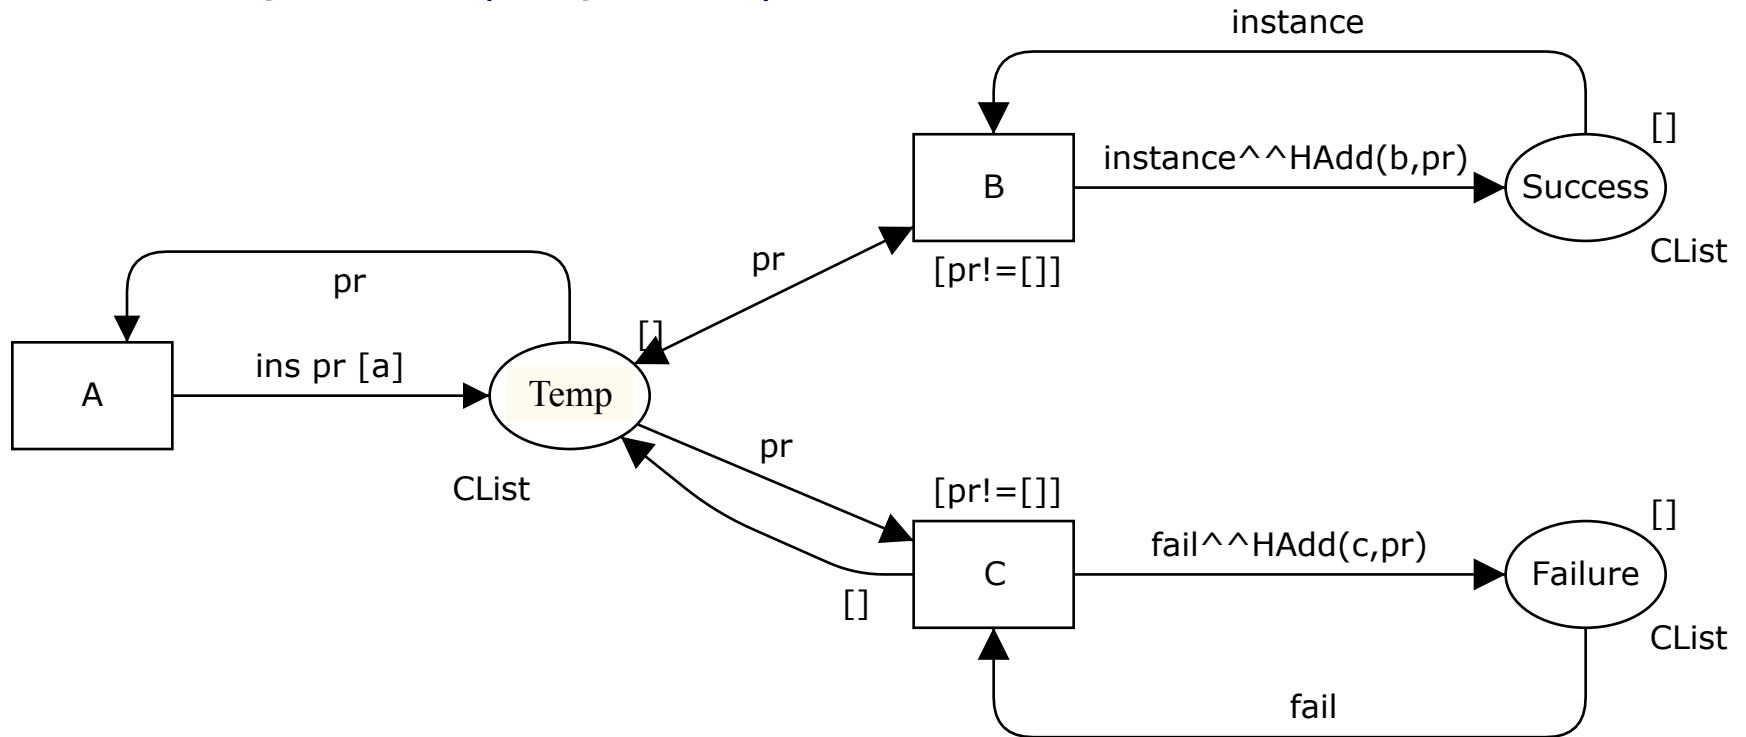 instance
[]
instance^^HAdd(b,pr)
B
Success
CList
[pr!=[]]
pr
pr
[]
ins pr [a]
A
Temp
pr
CList
[pr!=[]]
[]
fail^^HAdd(c,pr)
C
Failure
[]
CList
fail